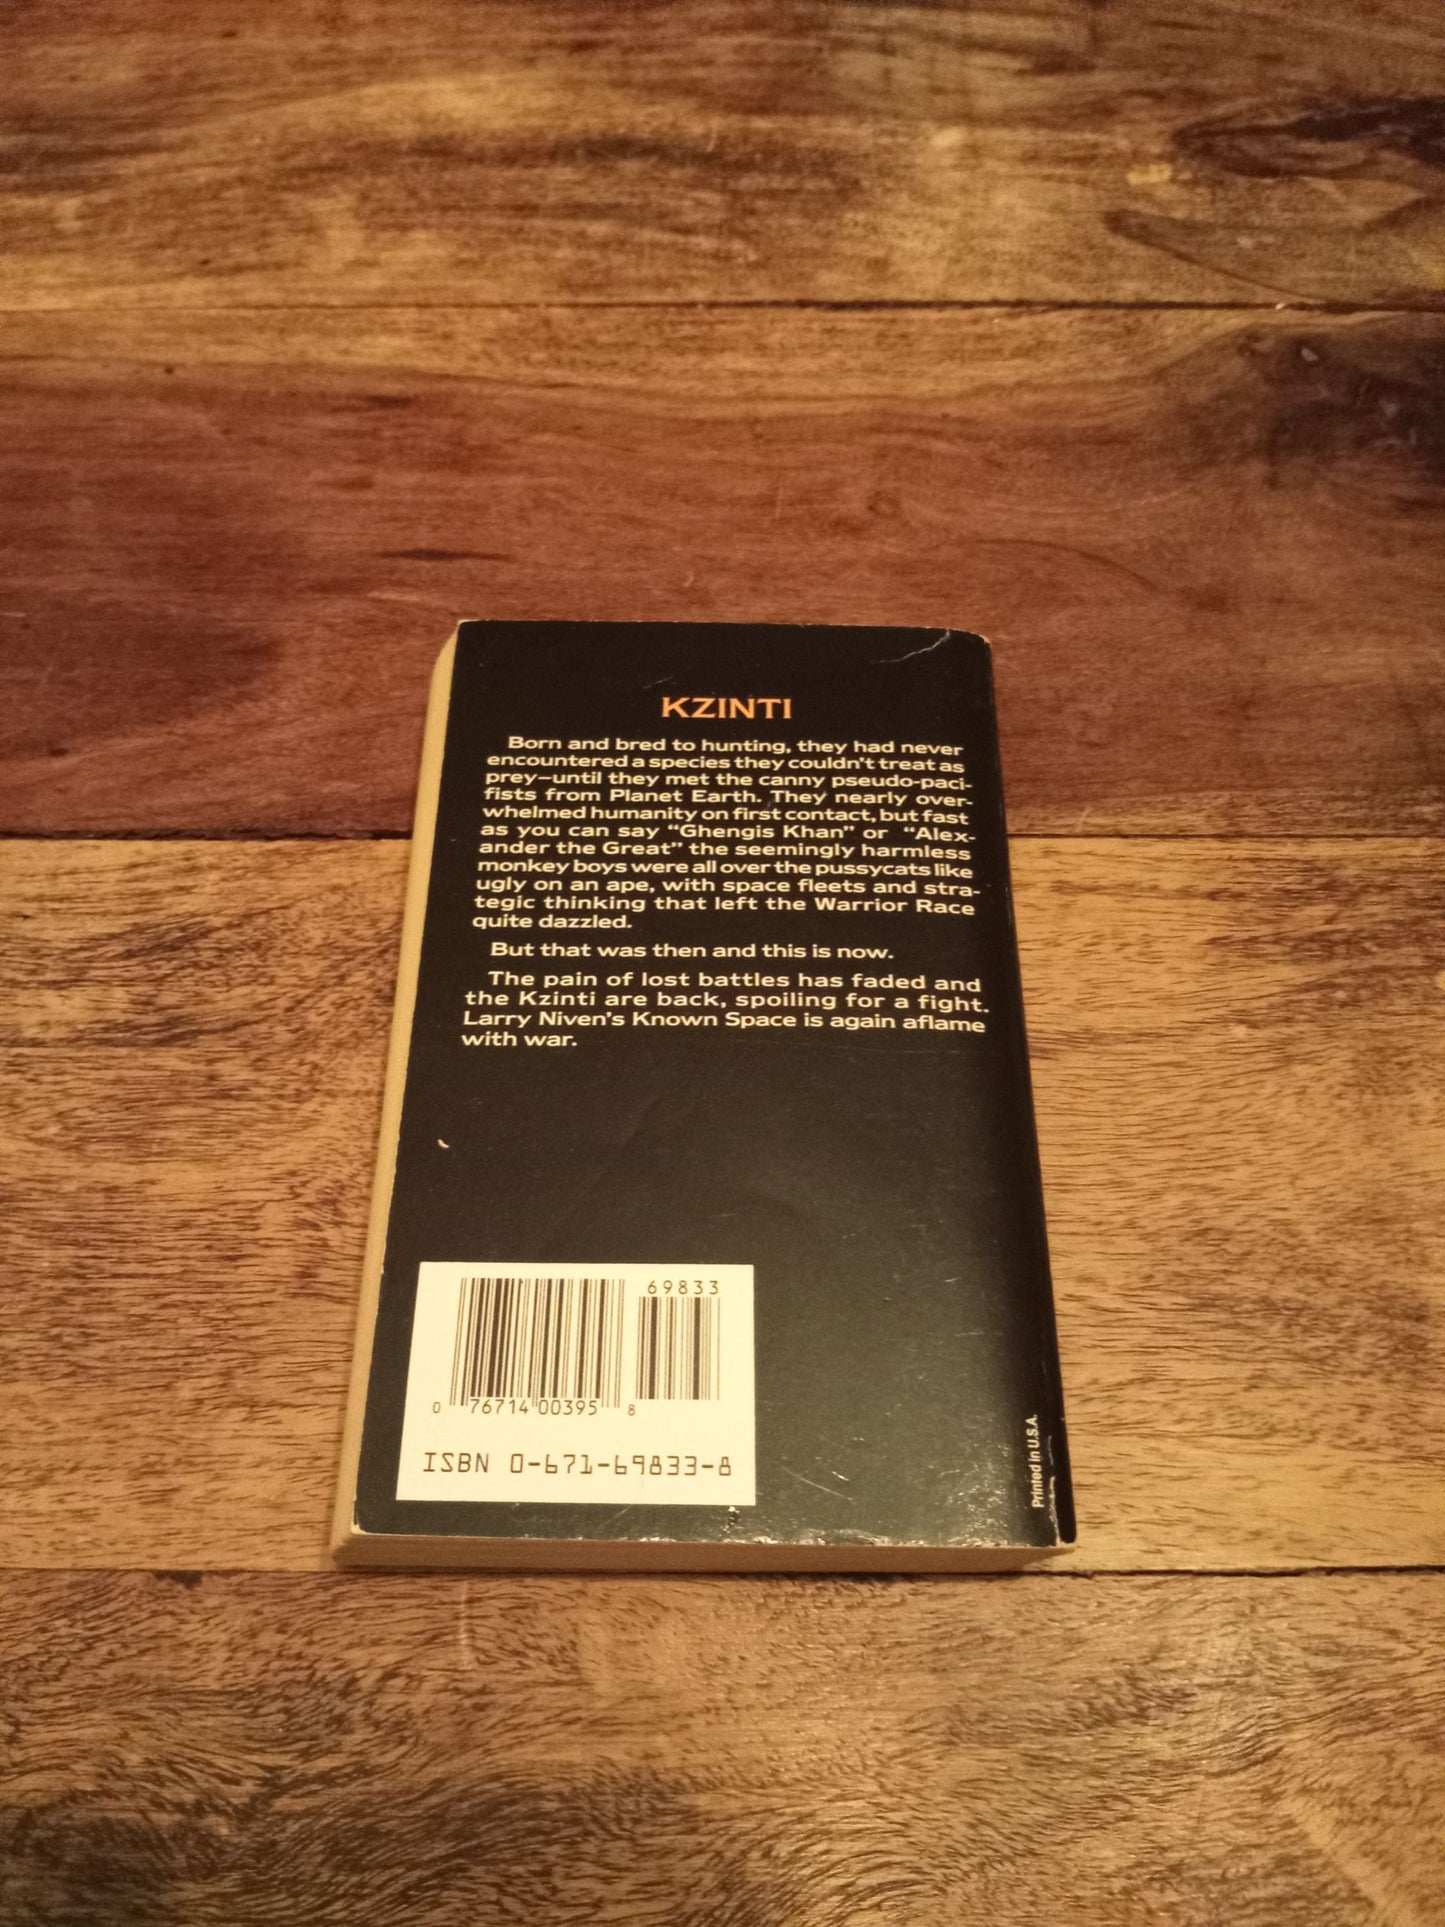 KZINTI
Born and bred to hunting, they had never
encountered a species they couldn't treat as
prey—until they met the canny pseudo-paci-
fists from Planet Earth. They nearly over-
whelmed humanity on first contact, but fast
as you can say "Ghengis Khan" or "Alex-
ander the Great" the seemingly harmless
monkey boys were all over the pussycats like
ugly on an ape, with space fleets and stra-
tegic thinking that left the Warrior Race
quite dazzled.
But that was then and this is now.
The pain of lost battles has faded and
the Kzinti are back, spoiling for a fight.
Larry Niven's Known Space is again aflame
with war.
69833
0 76714 00395 8
ISBN 0-671-69833-8
Printed in U.S.A.